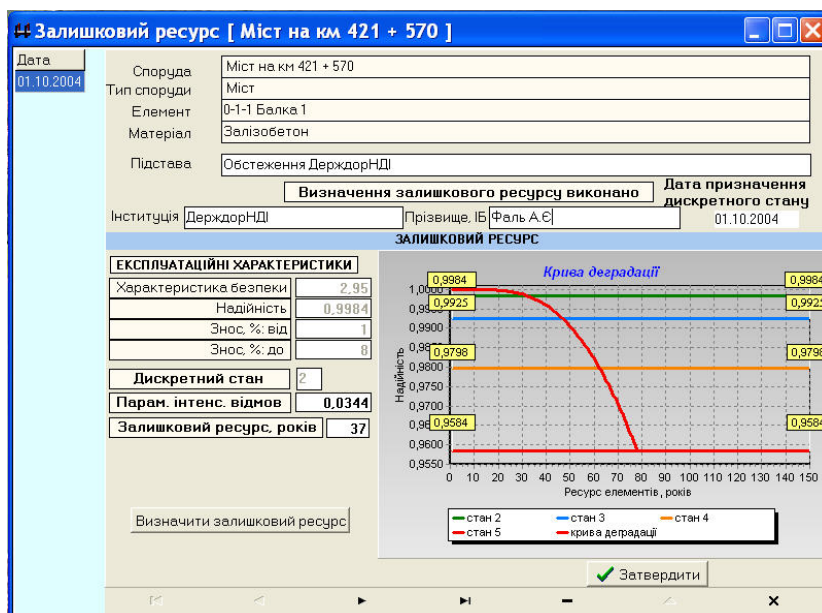 Залишковий ресурс [ Міст на км 421 + 570 ]
Дата
01.10.2004
Споруда Міст на км 421 + 570
Тип споруди Міст
Елемент 0-1-1 Балка 1
Матеріал Залізобетон
Підстава Обстеження ДерждорНДІ
Визначення залишкового ресурсу виконано
Дата призначення
дискретного стану
Інституція ДерждорНДІ Прізвище, ІБ Фаль А.Є 01.10.2004
ЗАЛИШКОВИЙ РЕСУРС
ЕКСПЛУАТАЦІЙНІ ХАРАКТЕРИСТИКИ
Характеристика безпеки 2,95
Надійність 0,9984
Знос, %: від 1
Знос, %: до 8
Дискретний стан 2
Парам. інтенс. відмов 0,0344
Залишковий ресурс, років 37
Визначити залишковий ресурс
Крива деградації
0,9984 0,9984
1,0000
0,9925 0,9925
0,9900
0,9850
0,9798 0,9798
0,9800
0,9750
0,9700
0,9584 0,9584
0,9600
0,9550
Надійність
0 10 20 30 40 50 60 70 80 90 100 110 120 130 140 150
Ресурс елементів, років
стан 2 стан 3 стан 4
стан 5 крива деградації
Затвердити